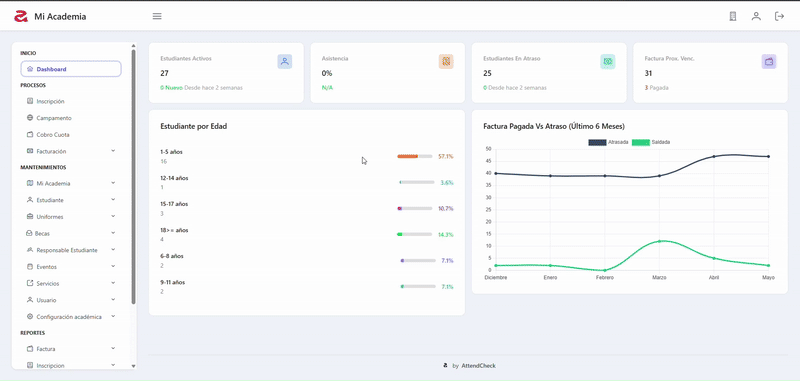 Mi Academia
INICIO
Dashboard
PROCESOS
Inscripción
Campamento
Cobro Cuota
Facturación
MANTENIMIENTOS
Mi Academia
Estudiante
Uniformes
Becas
Responsable Estudiante
Eventos
Servicios
Usuario
Configuración académica
REPORTES
Factura
Inscripcion
Estudiantes Activos
27
0 Nuevo Desde hace 2 semanas
Asistencia
0%
N/A
Estudiantes En Atraso
25
0 Desde hace 2 semanas
Factura Prox. Venc.
31
3 Pagada
Estudiante por Edad
1-5 años
16
57.1%
12-14 años
1
3.6%
15-17 años
3
10.7%
18>= años
4
14.3%
6-8 años
2
7.1%
9-11 años
2
7.1%
Factura Pagada Vs Atraso (Último 6 Meses)
Atrasada
Saldada
50
45
40
35
30
25
20
15
10
5
0
Diciembre
Enero
Febrero
Marzo
Abril
Mayo
by AttendCheck